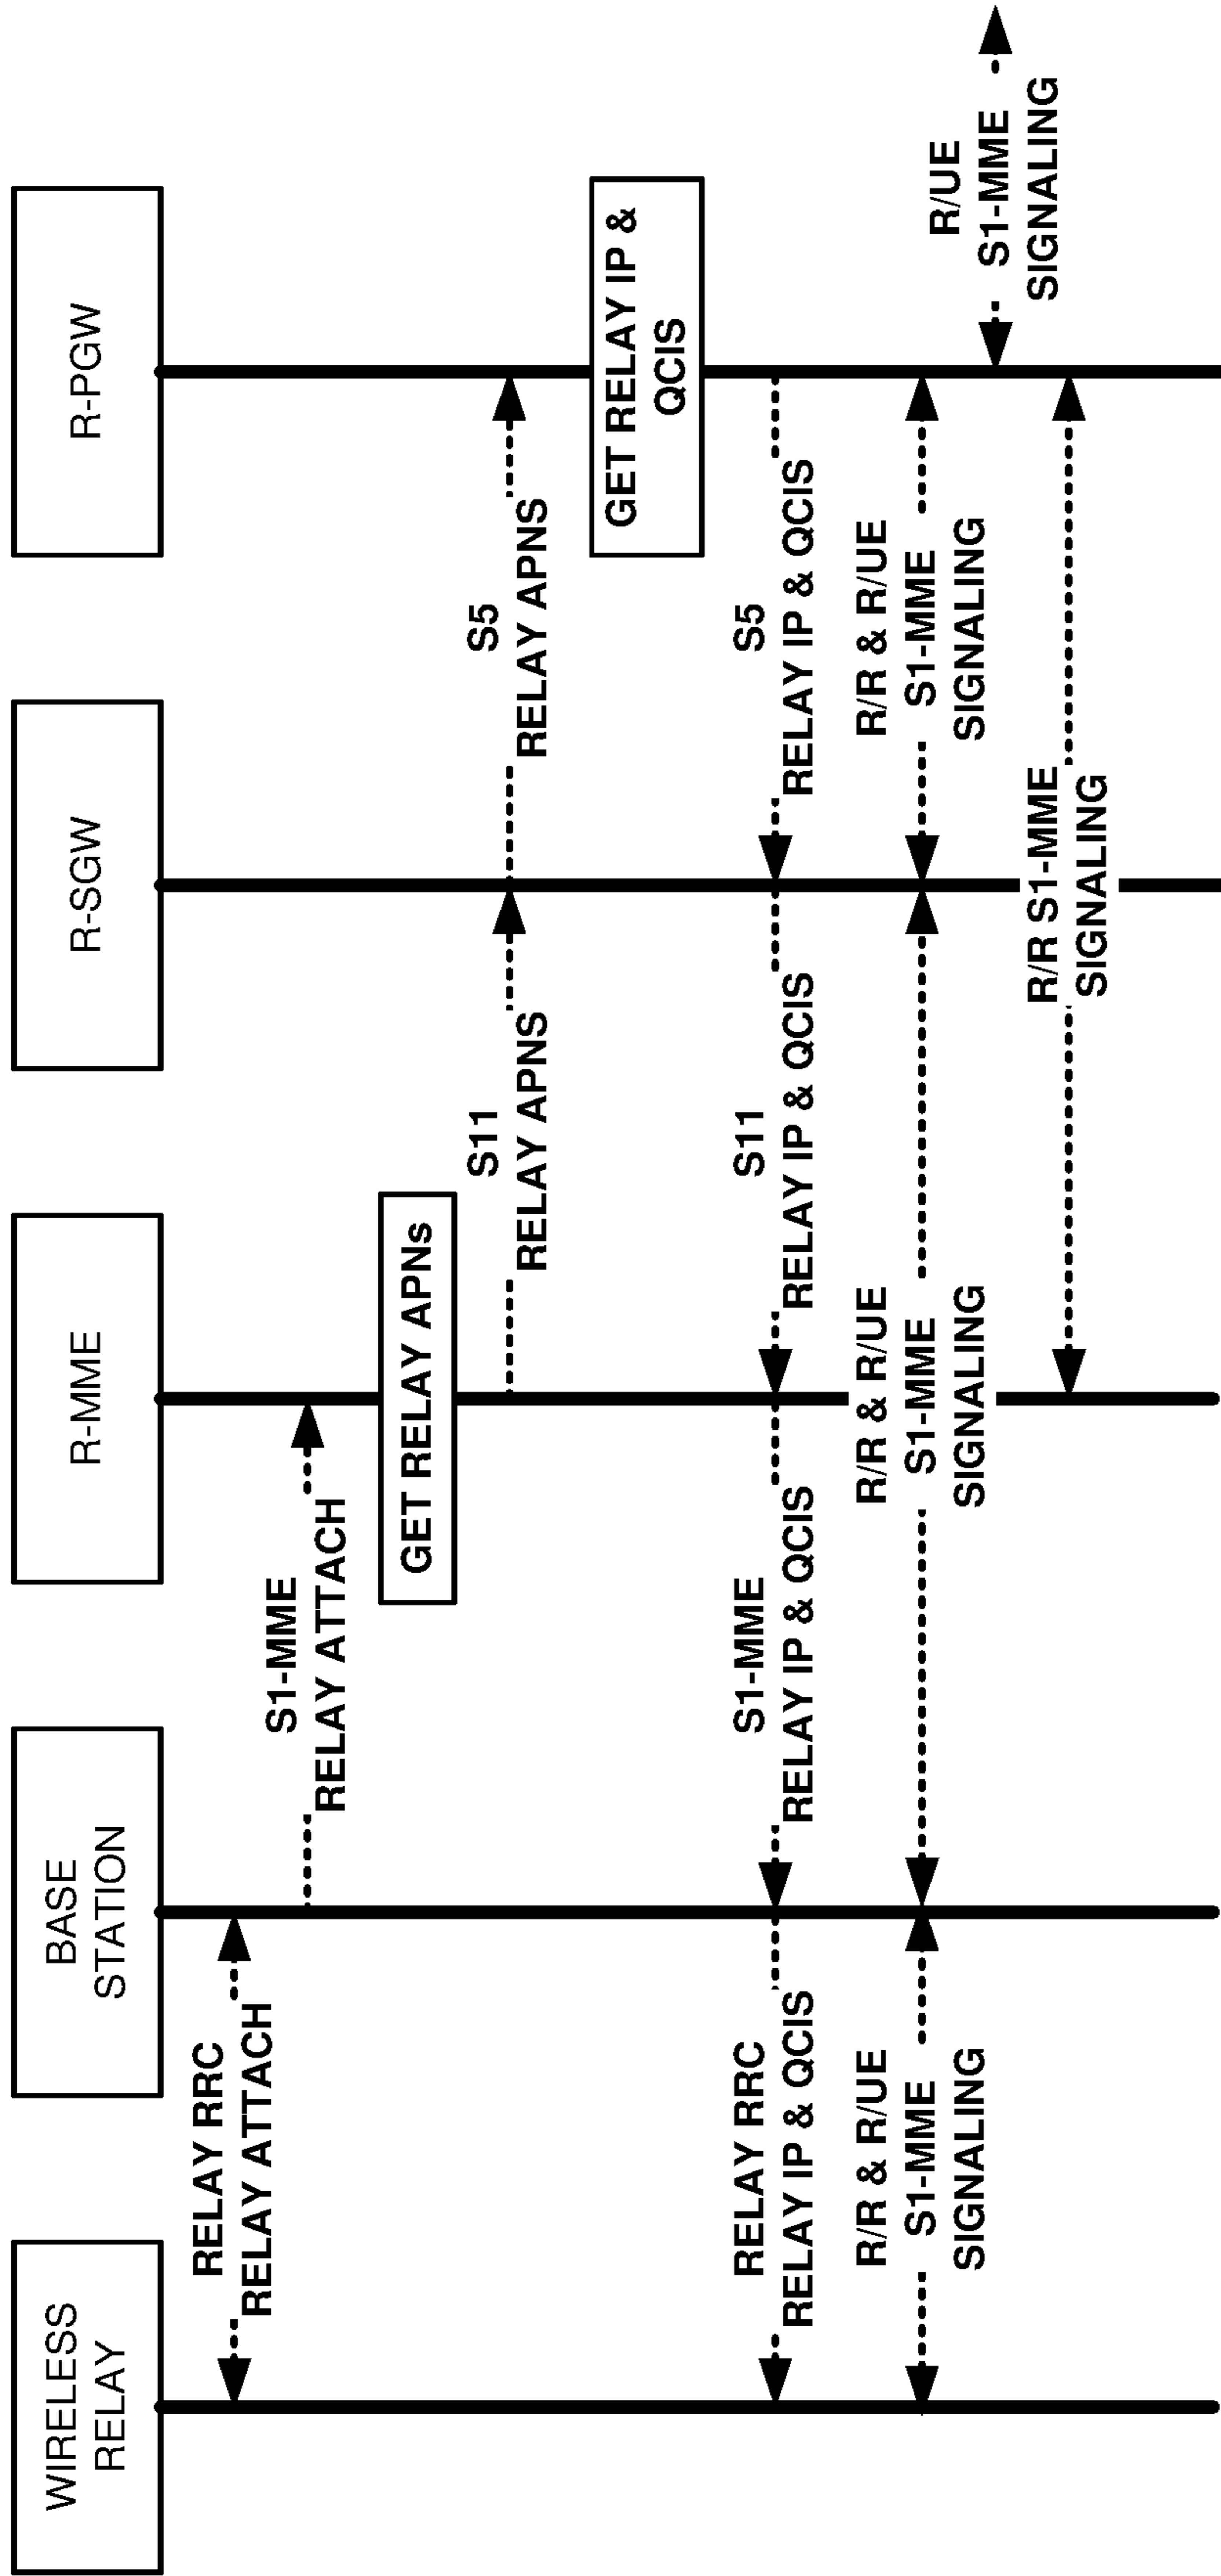 WIRELESS
RELAY
BASE
STATION
R-MME
R-SGW
R-PGW
RELAY RRC
RELAY ATTACH
S1-MME
RELAY ATTACH
GET RELAY APNs
S11
RELAY APNS
S5
RELAY APNS
GET RELAY IP &
QCIS
RELAY RRC
RELAY IP & QCIS
S1-MME
RELAY IP & QCIS
S11
RELAY IP & QCIS
S5
RELAY IP & QCIS
R/R & R/UE
S1-MME
SIGNALING
R/R & R/UE
S1-MME
SIGNALING
R/R & R/UE
S1-MME
SIGNALING
R/UE
S1-MME
SIGNALING
R/R S1-MME
SIGNALING